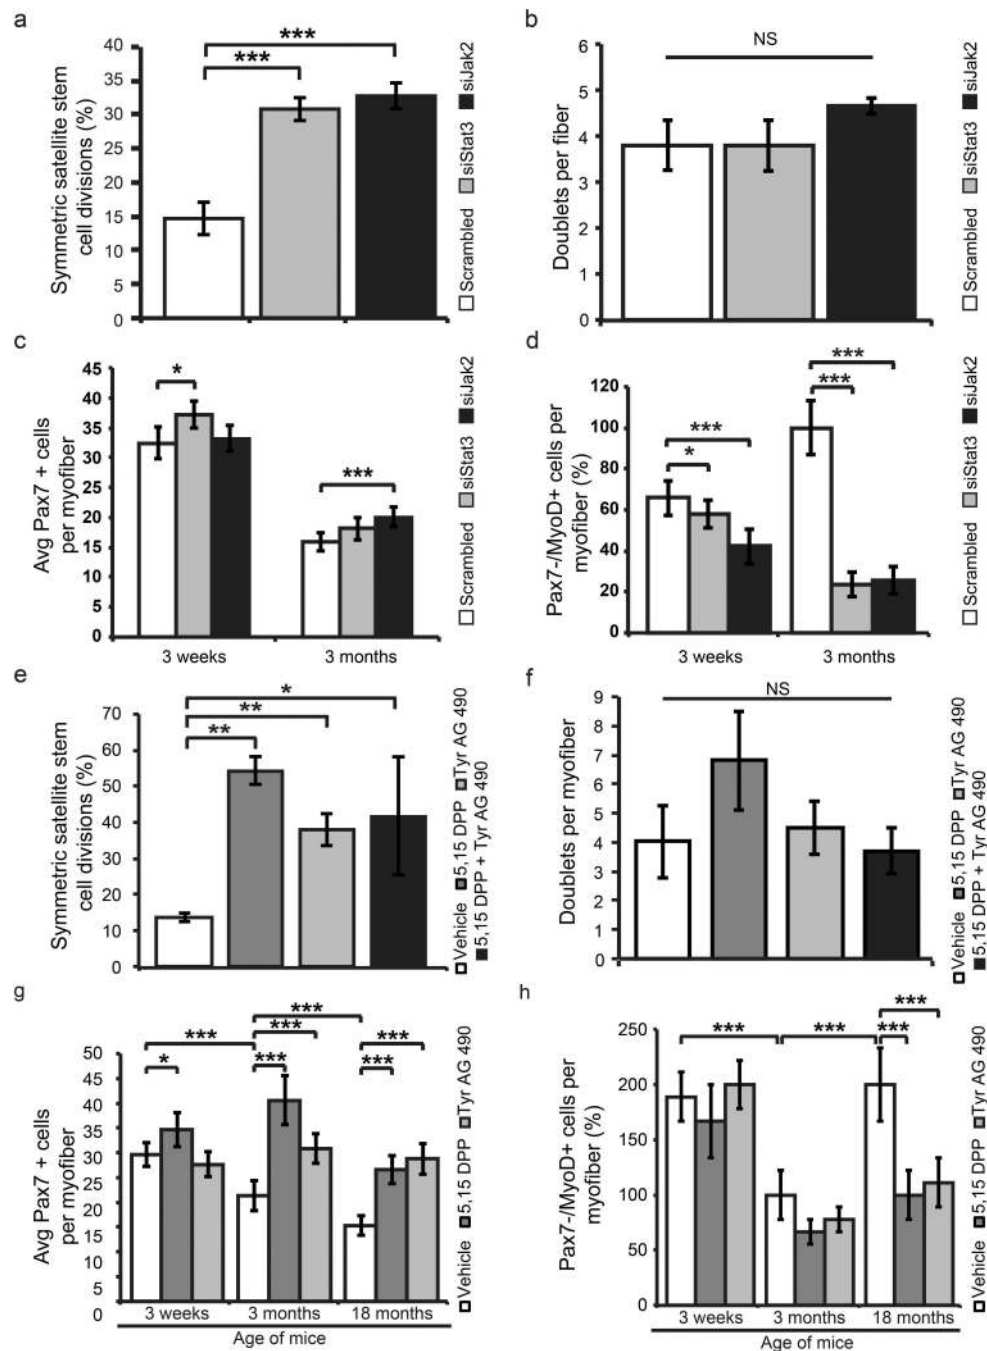 a
Symmetric satellite stem
cell divisions (%)
40
35
30
25
20
15
10
5
0
***
***
Scrambled siStat3 siJak2
b
Doublets per fiber
6
5
4
3
2
1
0
NS
Scrambled siStat3 siJak2
c
Avg Pax7 + cells
per myofiber
45
40
35
30
25
20
15
10
5
0
*
***
3 weeks 3 months
Scrambled siStat3 siJak2
d
Pax7-/MyoD+ cells per
myofiber (%)
120
100
80
60
40
20
0
***
*
***
***
3 weeks 3 months
Scrambled siStat3 siJak2
e
Symmetric satellite stem
cell divisions (%)
70
60
50
40
30
20
10
0
*
**
**
Vehicle 5,15 DPP Tyr AG 490
5,15 DPP + Tyr AG 490
f
Doublets per myofiber
9
8
7
6
5
4
3
2
1
0
NS
Vehicle 5,15 DPP Tyr AG 490
5,15 DPP + Tyr AG 490
g
Avg Pax7 + cells
per myofiber
50
45
40
35
30
25
20
15
10
5
0
***
***
*
***
***
***
***
3 weeks 3 months 18 months
Age of mice
Vehicle 5,15 DPP Tyr AG 490
h
Pax7-/MyoD+ cells per
myofiber (%)
250
200
150
100
50
0
***
***
***
***
3 weeks 3 months 18 months
Age of mice
Vehicle 5,15 DPP Tyr AG 490